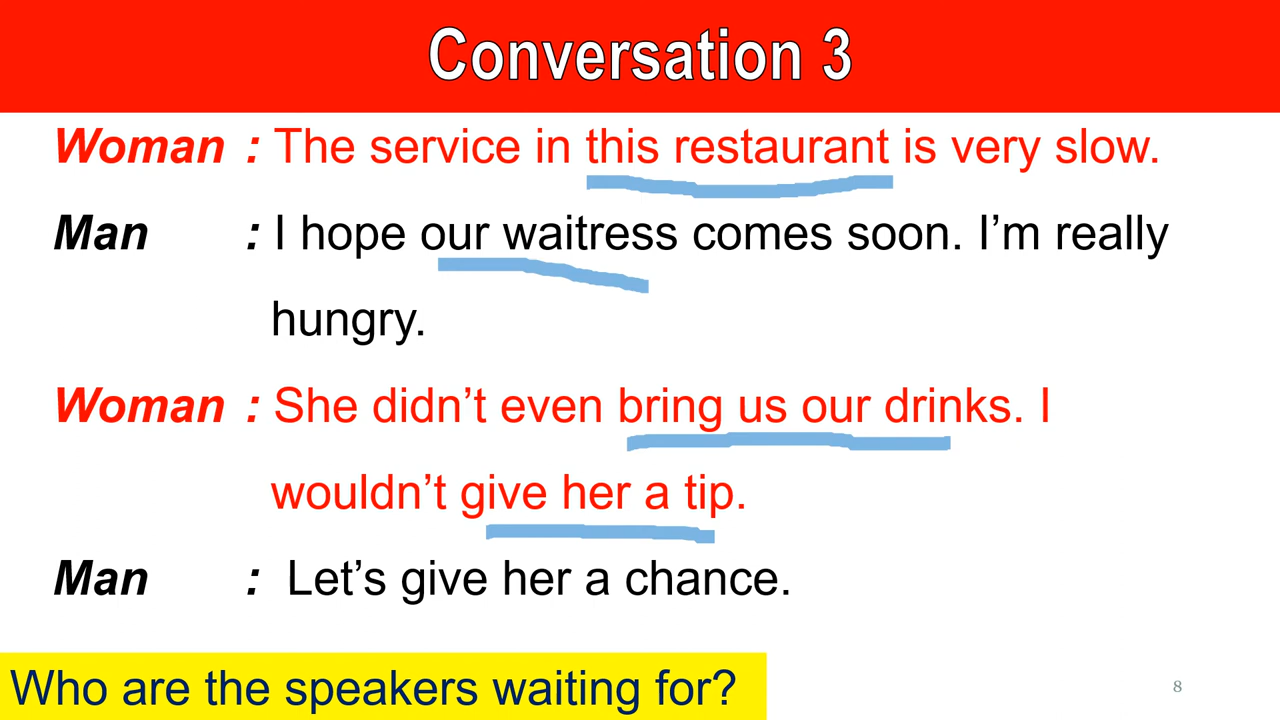 Conversation 3
Woman : The service in this restaurant is very slow.
Man : I hope our waitress comes soon. I’m really
hungry.
Woman : She didn’t even bring us our drinks. I
wouldn’t give her a tip.
Man : Let’s give her a chance.
Who are the speakers waiting for?
8